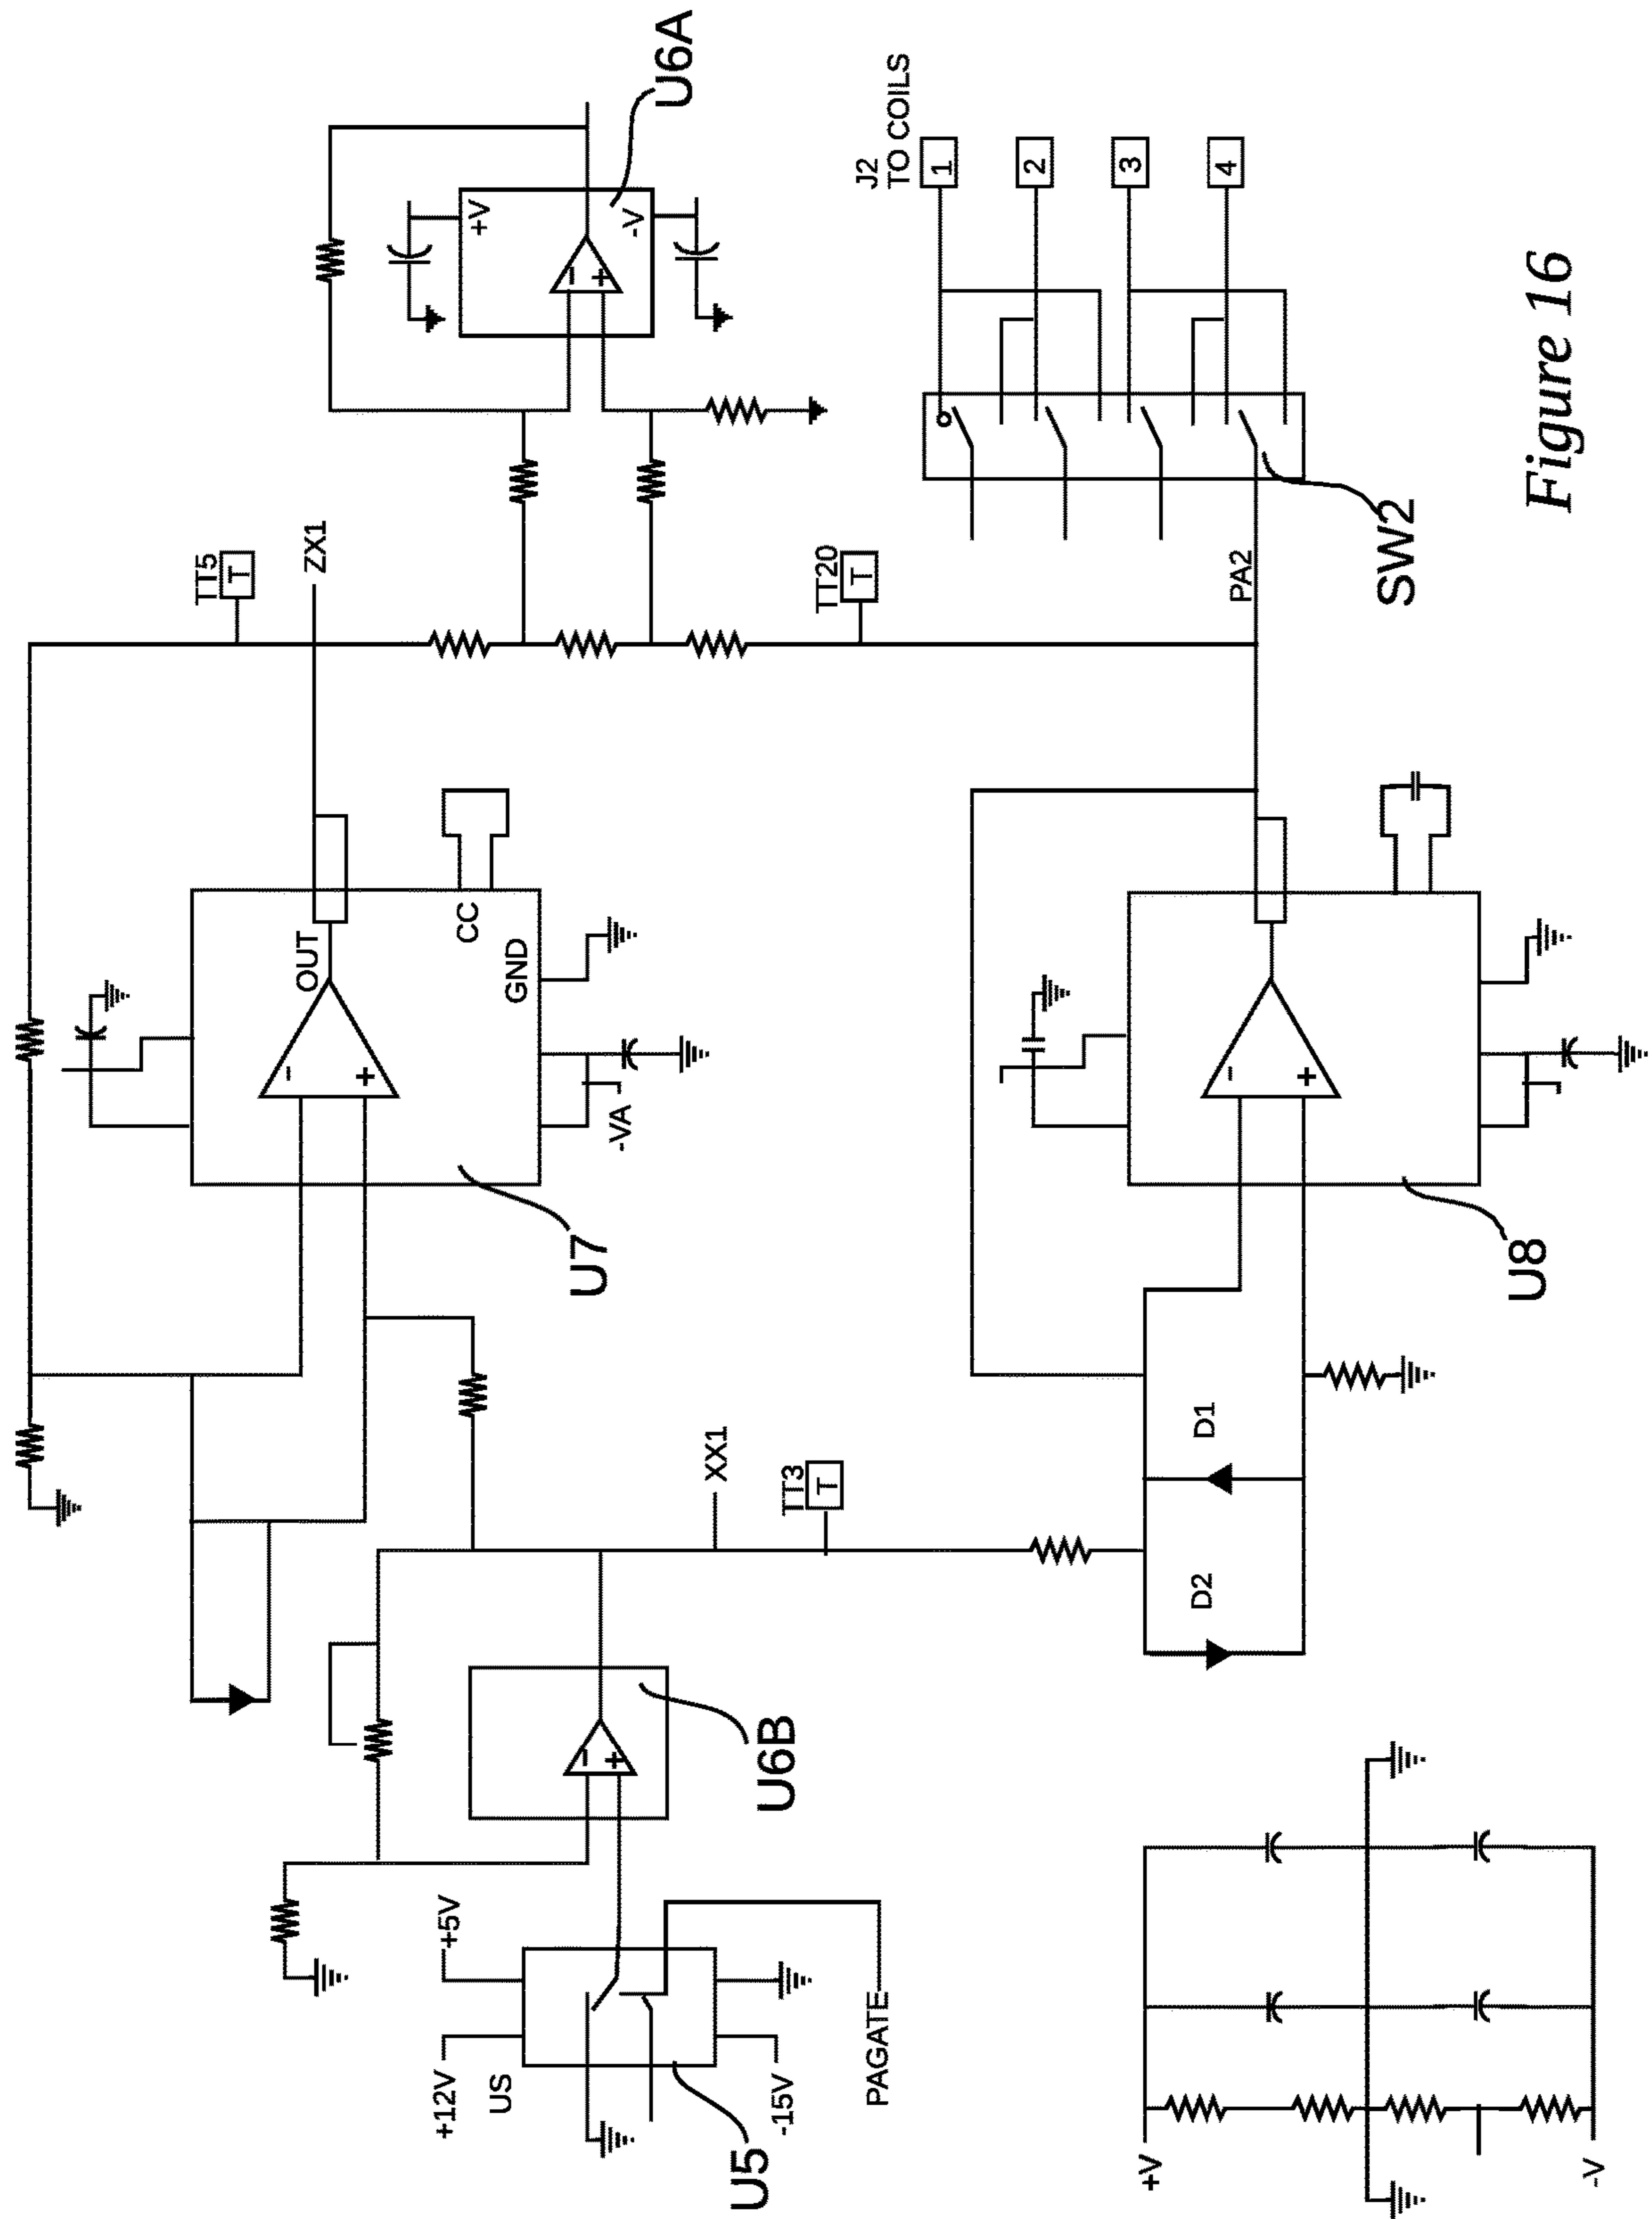 TT5
T
ZX1
OUT
+12V
+5V
CC
+V
US
GND
U7
-VA
-V
U6A
XX1
U5
-15V
U6B
TT3
T
TT20
T
J2
TO COILS
PAGATE
1
2
3
4
+V
D2
D1
PA2
-
+
-
+
-
+
-
+
SW2
U8
-V
Figure 16